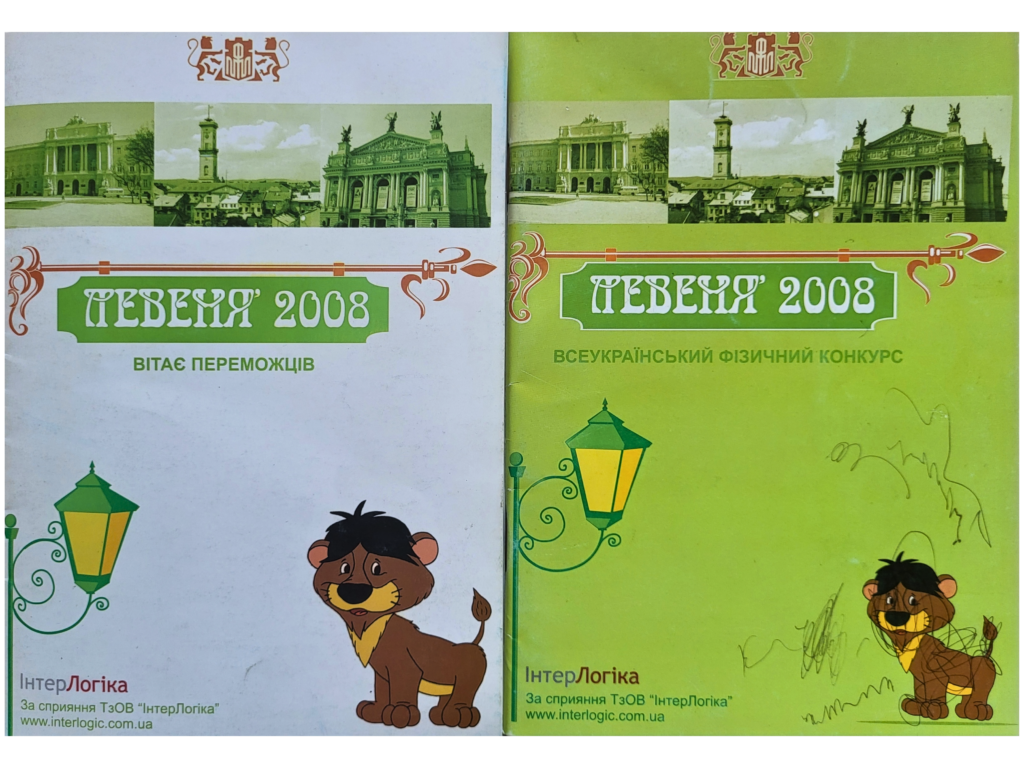 ЛЕВЕНЯ' 2008
ВІТАЄ ПЕРЕМОЖЦІВ
ІнтерЛогіка
За сприяння ТзОВ "ІнтерЛогіка"
www.interlogic.com.ua
ЛЕВЕНЯ' 2008
ВСЕУКРАЇНСЬКИЙ ФІЗИЧНИЙ КОНКУРС
ІнтерЛогіка
За сприяння ТзОВ "ІнтерЛогіка"
www.interlogic.com.ua